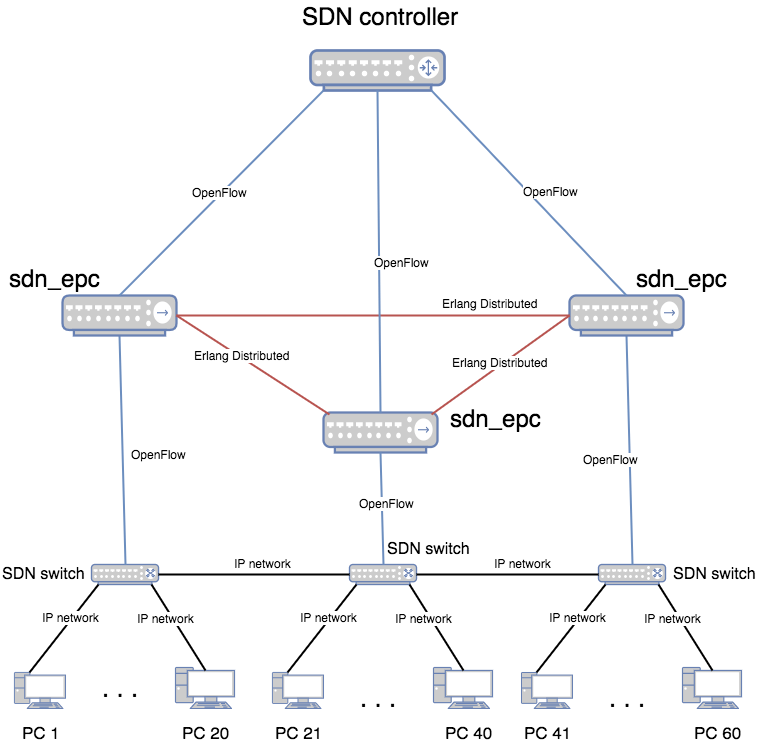 SDN controller
OpenFlow
OpenFlow
OpenFlow
sdn_epc
sdn_epc
Erlang Distributed
Erlang Distributed
Erlang Distributed
sdn_epc
OpenFlow
OpenFlow
OpenFlow
SDN switch
IP network
IP network
SDN switch
SDN switch
IP network
IP network
IP network
IP network
IP network
IP network
. . .
. . .
. . .
PC 1
PC 20
PC 21
PC 40
PC 41
PC 60